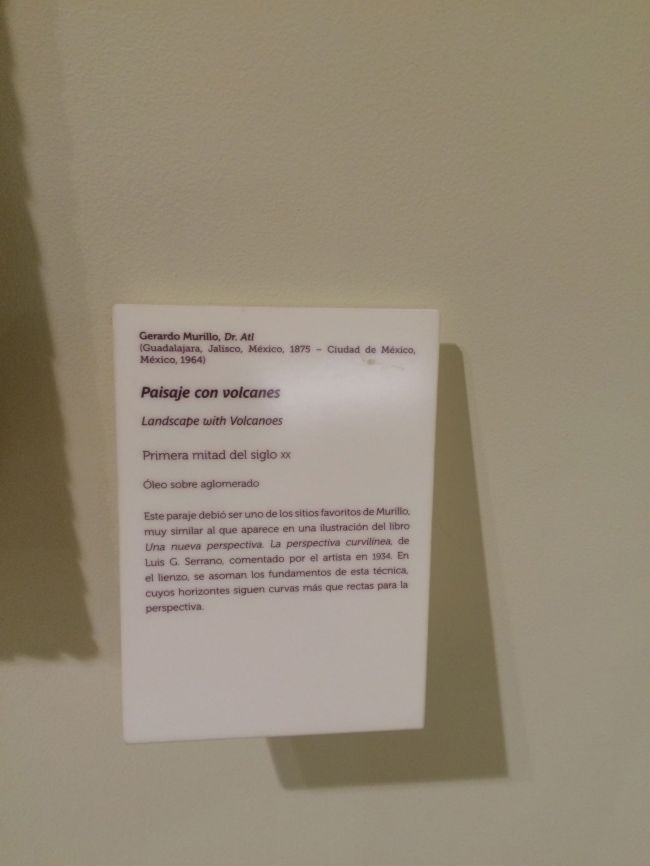 Gerardo Murillo, Dr. Atl
(Guadalajara, Jalisco, México, 1875 – Ciudad de México,
México, 1964)
Paisaje con volcanes
Landscape with Volcanoes
Primera mitad del siglo xx
Óleo sobre aglomerado
Este paraje debió ser uno de los sitios favoritos de Murillo,
muy similar al que aparece en una ilustración del libro
Una nueva perspectiva. La perspectiva curvilínea, de
Luis G. Serrano, comentado por el artista en 1934. En
el lienzo, se asoman los fundamentos de esta técnica,
cuyos horizontes siguen curvas más que rectas para la
perspectiva.